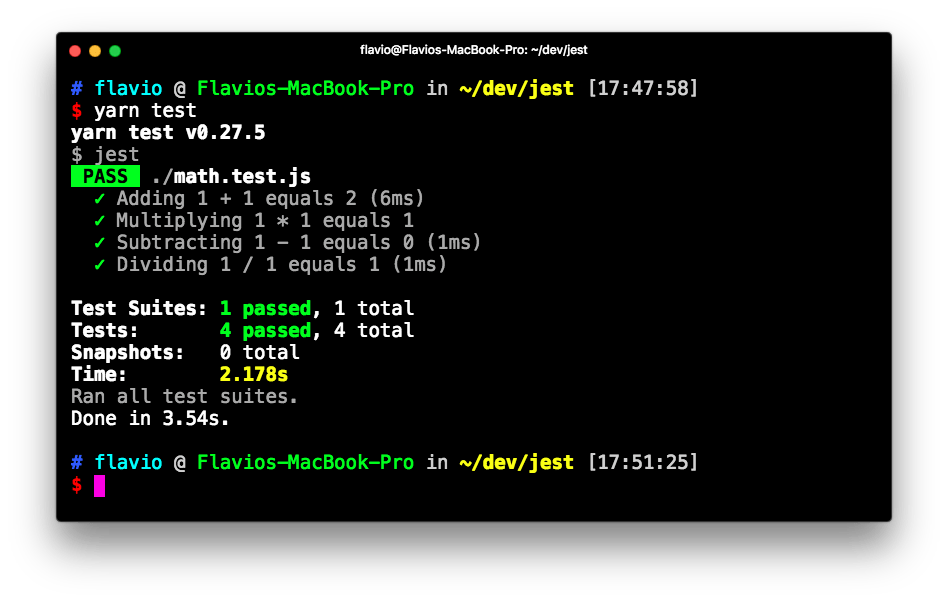 flavio@Flavios-MacBook-Pro: ~/dev/jest
# flavio @ Flavios-MacBook-Pro in ~/dev/jest [17:47:58]
$ yarn test
yarn test v0.27.5
$ jest
PASS ./math.test.js
✓ Adding 1 + 1 equals 2 (6ms)
✓ Multiplying 1 * 1 equals 1
✓ Subtracting 1 - 1 equals 0 (1ms)
✓ Dividing 1 / 1 equals 1 (1ms)
Test Suites: 1 passed, 1 total
Tests: 4 passed, 4 total
Snapshots: 0 total
Time: 2.178s
Ran all test suites.
Done in 3.54s.
# flavio @ Flavios-MacBook-Pro in ~/dev/jest [17:51:25]
$